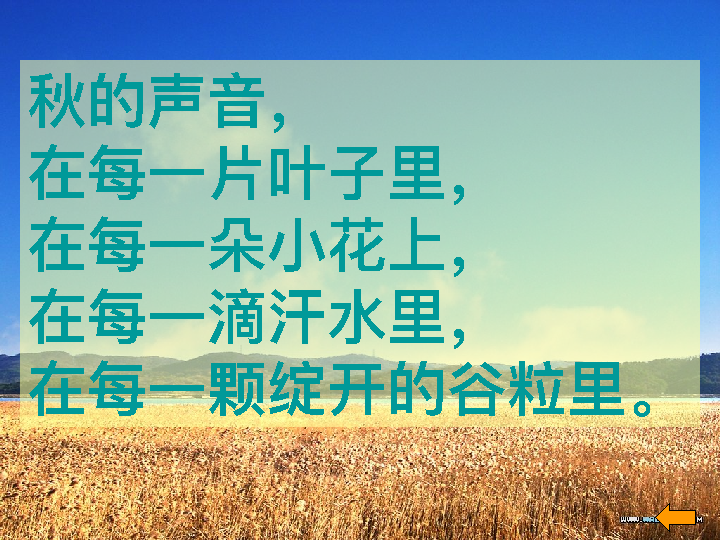 秋的声音，
在每一片叶子里，
在每一朵小花上，
在每一滴汗水里，
在每一颗绽开的谷粒里。